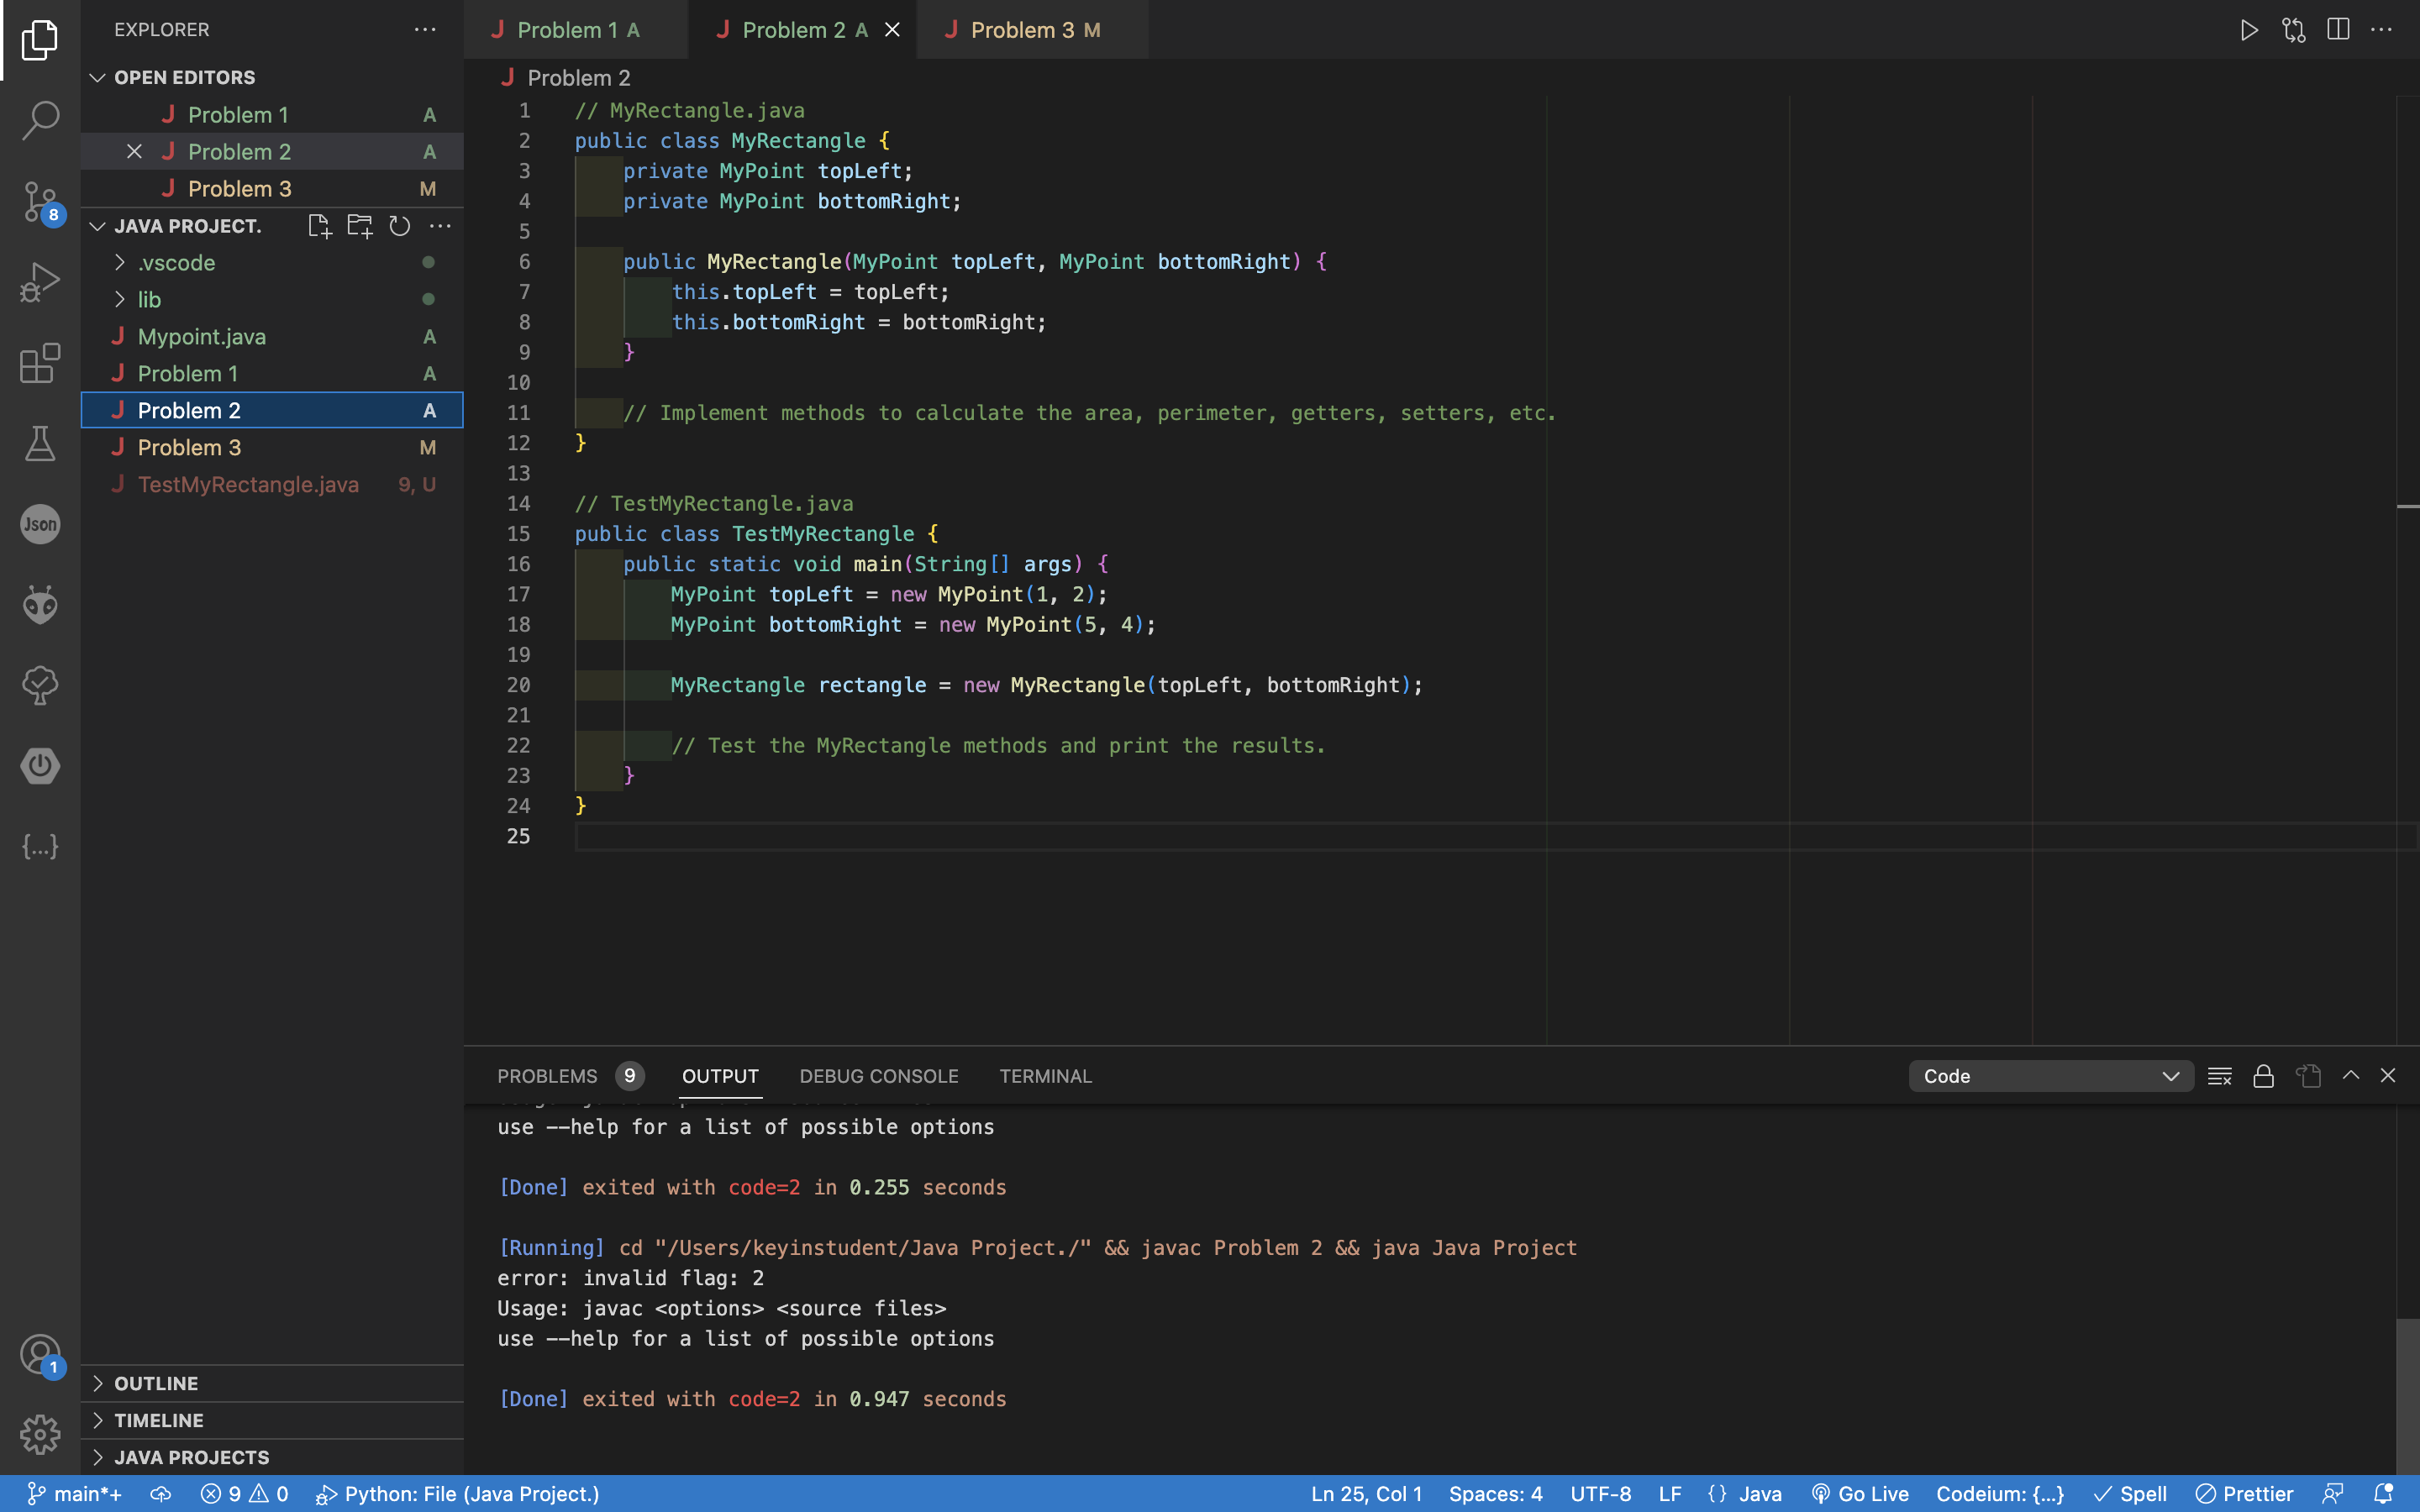 EXPLORER
OPEN EDITORS
J Problem 1 A
J Problem 2 A
J Problem 3 M
JAVA PROJECT.
.vscode
lib
J Mypoint.java A
J Problem 1 A
J Problem 2 A
J Problem 3 M
J TestMyRectangle.java 9, U
OUTLINE
TIMELINE
JAVA PROJECTS
8
Json
{...}
1
J Problem 1 A
J Problem 2 A
J Problem 3 M
J Problem 2
1 // MyRectangle.java
2 public class MyRectangle {
3 private MyPoint topLeft;
4 private MyPoint bottomRight;
5
6 public MyRectangle(MyPoint topLeft, MyPoint bottomRight) {
7 this.topLeft = topLeft;
8 this.bottomRight = bottomRight;
9 }
10
11 // Implement methods to calculate the area, perimeter, getters, setters, etc.
12 }
13
14 // TestMyRectangle.java
15 public class TestMyRectangle {
16 public static void main(String[] args) {
17 MyPoint topLeft = new MyPoint(1, 2);
18 MyPoint bottomRight = new MyPoint(5, 4);
19
20 MyRectangle rectangle = new MyRectangle(topLeft, bottomRight);
21
22 // Test the MyRectangle methods and print the results.
23 }
24 }
25
PROBLEMS 9 OUTPUT DEBUG CONSOLE TERMINAL Code
use --help for a list of possible options
[Done] exited with code=2 in 0.255 seconds
[Running] cd "/Users/keyinstudent/Java Project./" && javac Problem 2 && java Java Project
error: invalid flag: 2
Usage: javac <options> <source files>
use --help for a list of possible options
[Done] exited with code=2 in 0.947 seconds
main*+ 9 0 Python: File (Java Project.) Ln 25, Col 1 Spaces: 4 UTF-8 LF {} Java Go Live Codeium: {...} Spell Prettier